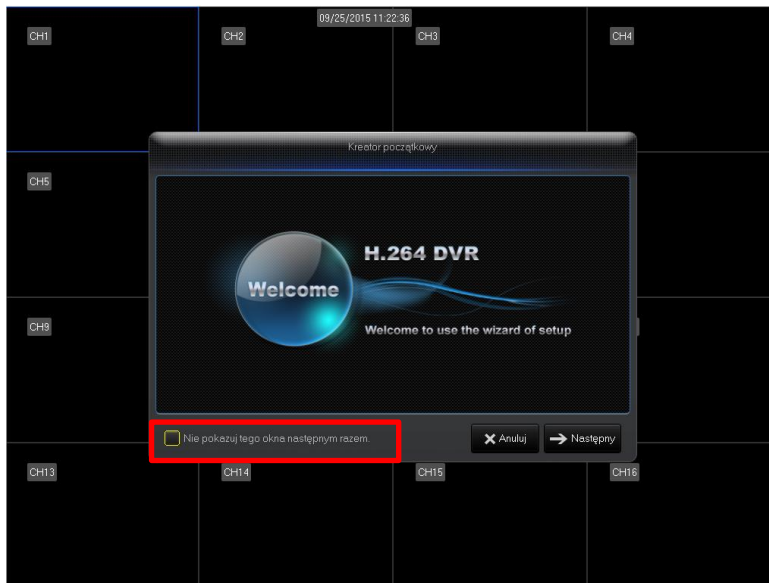 09/25/2015 11:22:36
CH1
CH2
CH3
CH4
Kreator początkowy
CH5
H.264 DVR
Welcome
Welcome to use the wizard of setup
CH9
Nie pokazuj tego okna następnym razem.
Anuluj
Następny
CH13
CH14
CH15
CH16